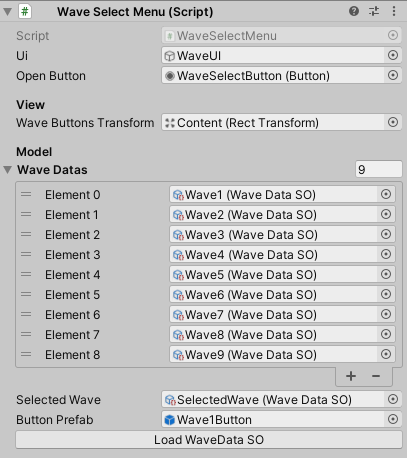 Wave Select Menu (Script)
Script WaveSelectMenu
Ui WaveUI
Open Button WaveSelectButton (Button)
View
Wave Buttons Transform Content (Rect Transform)
Model
Wave Datas 9
Element 0 Wave1 (Wave Data SO)
Element 1 Wave2 (Wave Data SO)
Element 2 Wave3 (Wave Data SO)
Element 3 Wave4 (Wave Data SO)
Element 4 Wave5 (Wave Data SO)
Element 5 Wave6 (Wave Data SO)
Element 6 Wave7 (Wave Data SO)
Element 7 Wave8 (Wave Data SO)
Element 8 Wave9 (Wave Data SO)
Selected Wave SelectedWave (Wave Data SO)
Button Prefab Wave1Button
Load WaveData SO